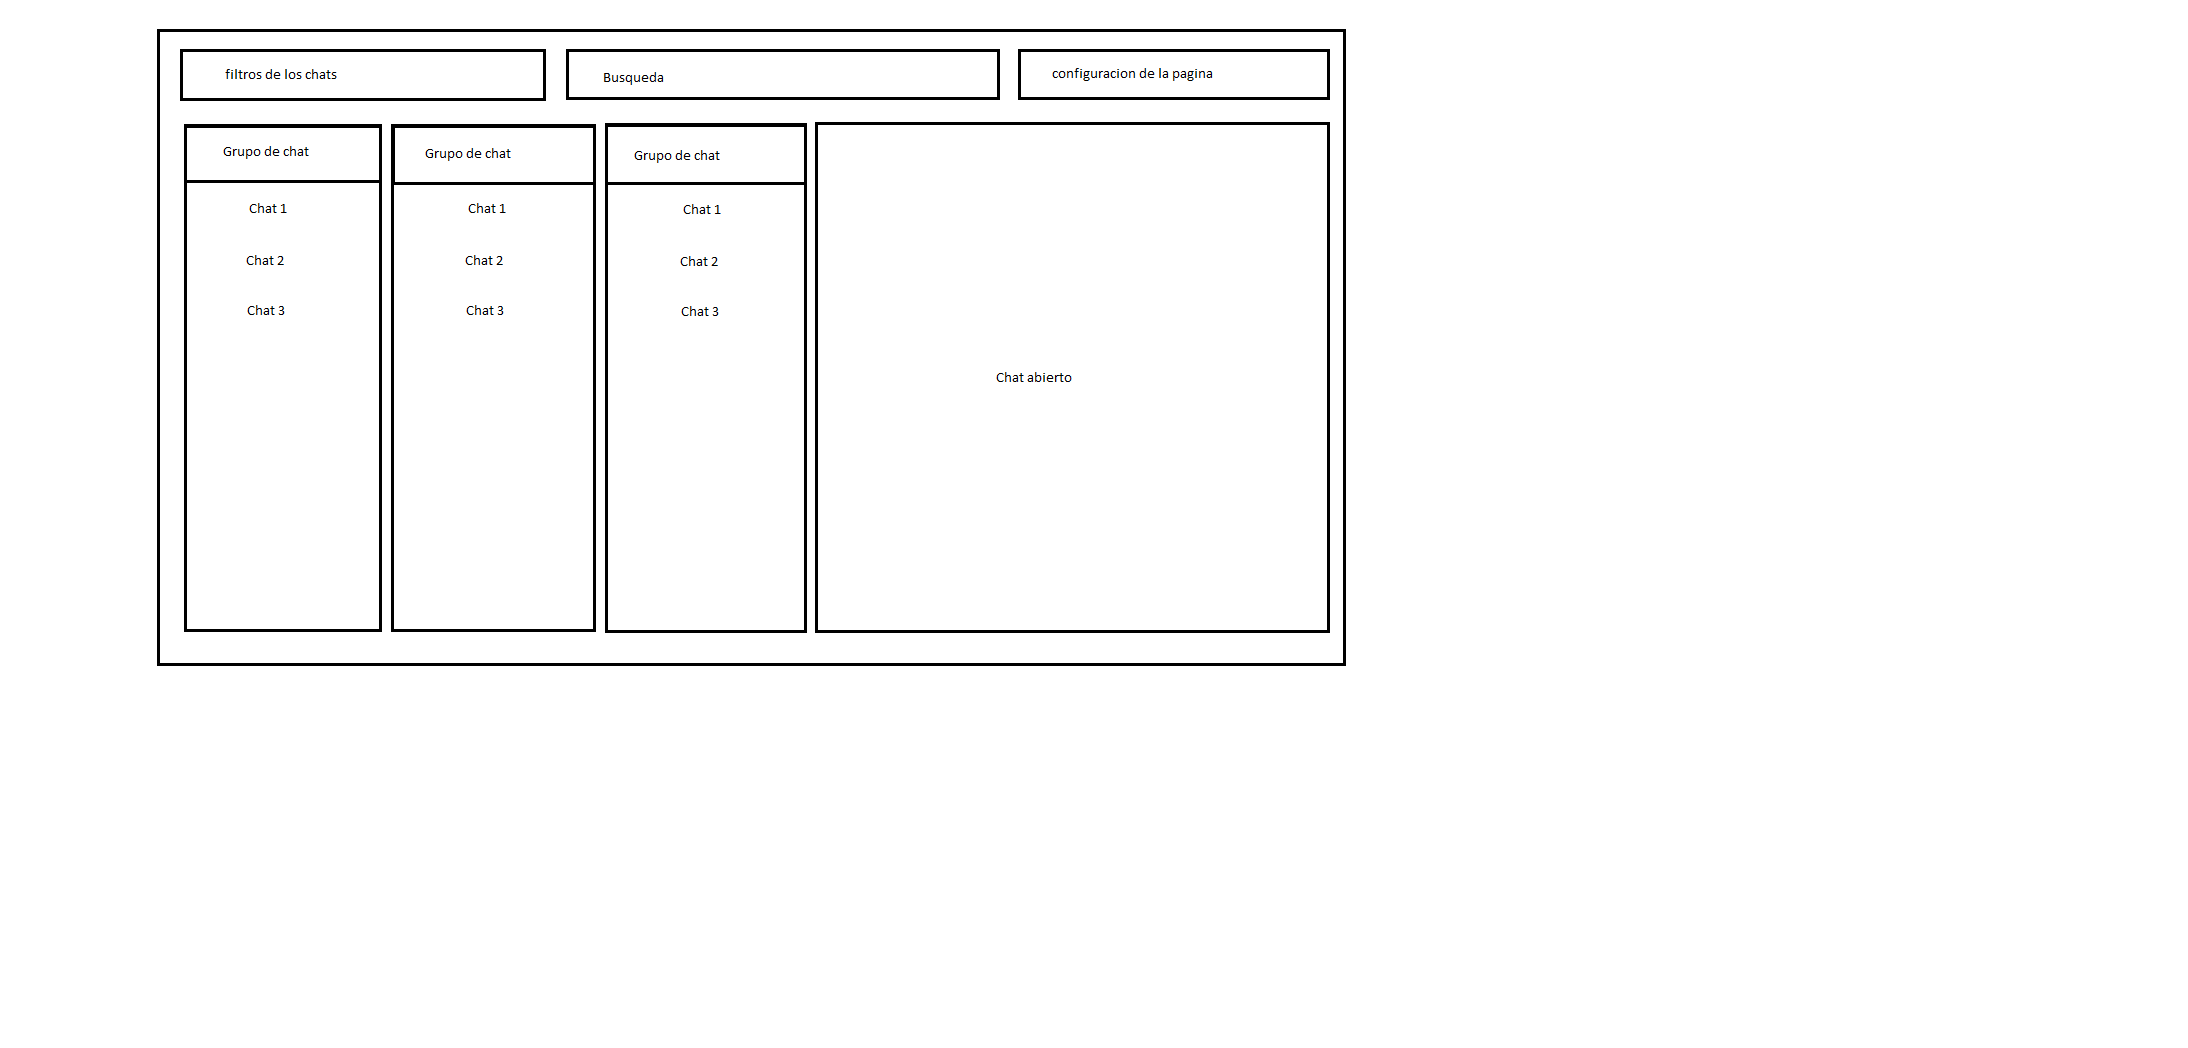 filtros de los chats
Busqueda
configuracion de la pagina
Grupo de chat
Grupo de chat
Grupo de chat
Chat 1
Chat 1
Chat 1
Chat 2
Chat 2
Chat 2
Chat 3
Chat 3
Chat 3
Chat abierto